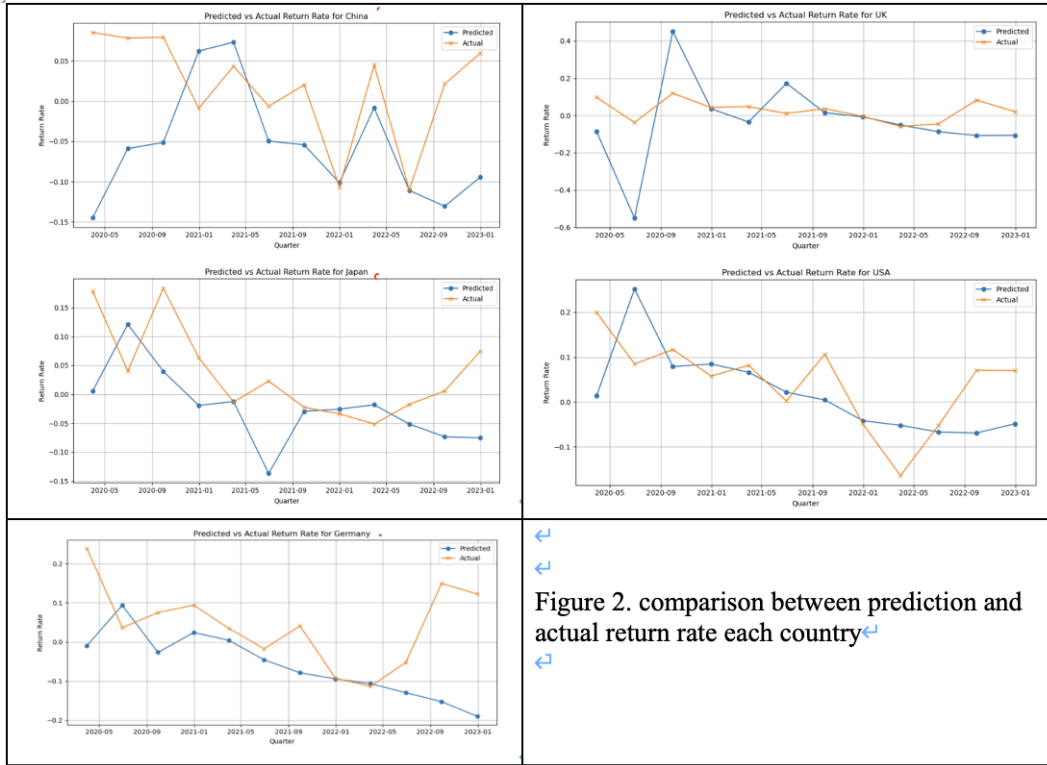 Predicted vs Actual Return Rate for China
Predicted
Actual
0.05
0.00
−0.05
−0.10
−0.15
Return Rate
2020-05 2020-09 2021-01 2021-05 2021-09 2022-01 2022-05 2022-09 2023-01
Quarter
Predicted vs Actual Return Rate for UK
Predicted
Actual
0.4
0.2
0.0
−0.2
−0.4
−0.6
Return Rate
2020-05 2020-09 2021-01 2021-05 2021-09 2022-01 2022-05 2022-09 2023-01
Quarter
Predicted vs Actual Return Rate for Japan
Predicted
Actual
0.15
0.10
0.05
0.00
−0.05
−0.10
−0.15
Return Rate
2020-05 2020-09 2021-01 2021-05 2021-09 2022-01 2022-05 2022-09 2023-01
Quarter
Predicted vs Actual Return Rate for USA
Predicted
Actual
0.2
0.1
0.0
−0.1
Return Rate
2020-05 2020-09 2021-01 2021-05 2021-09 2022-01 2022-05 2022-09 2023-01
Quarter
Predicted vs Actual Return Rate for Germany
Predicted
Actual
0.2
0.1
0.0
−0.1
−0.2
Return Rate
2020-05 2020-09 2021-01 2021-05 2021-09 2022-01 2022-05 2022-09 2023-01
Quarter
Figure 2. comparison between prediction and
actual return rate each country